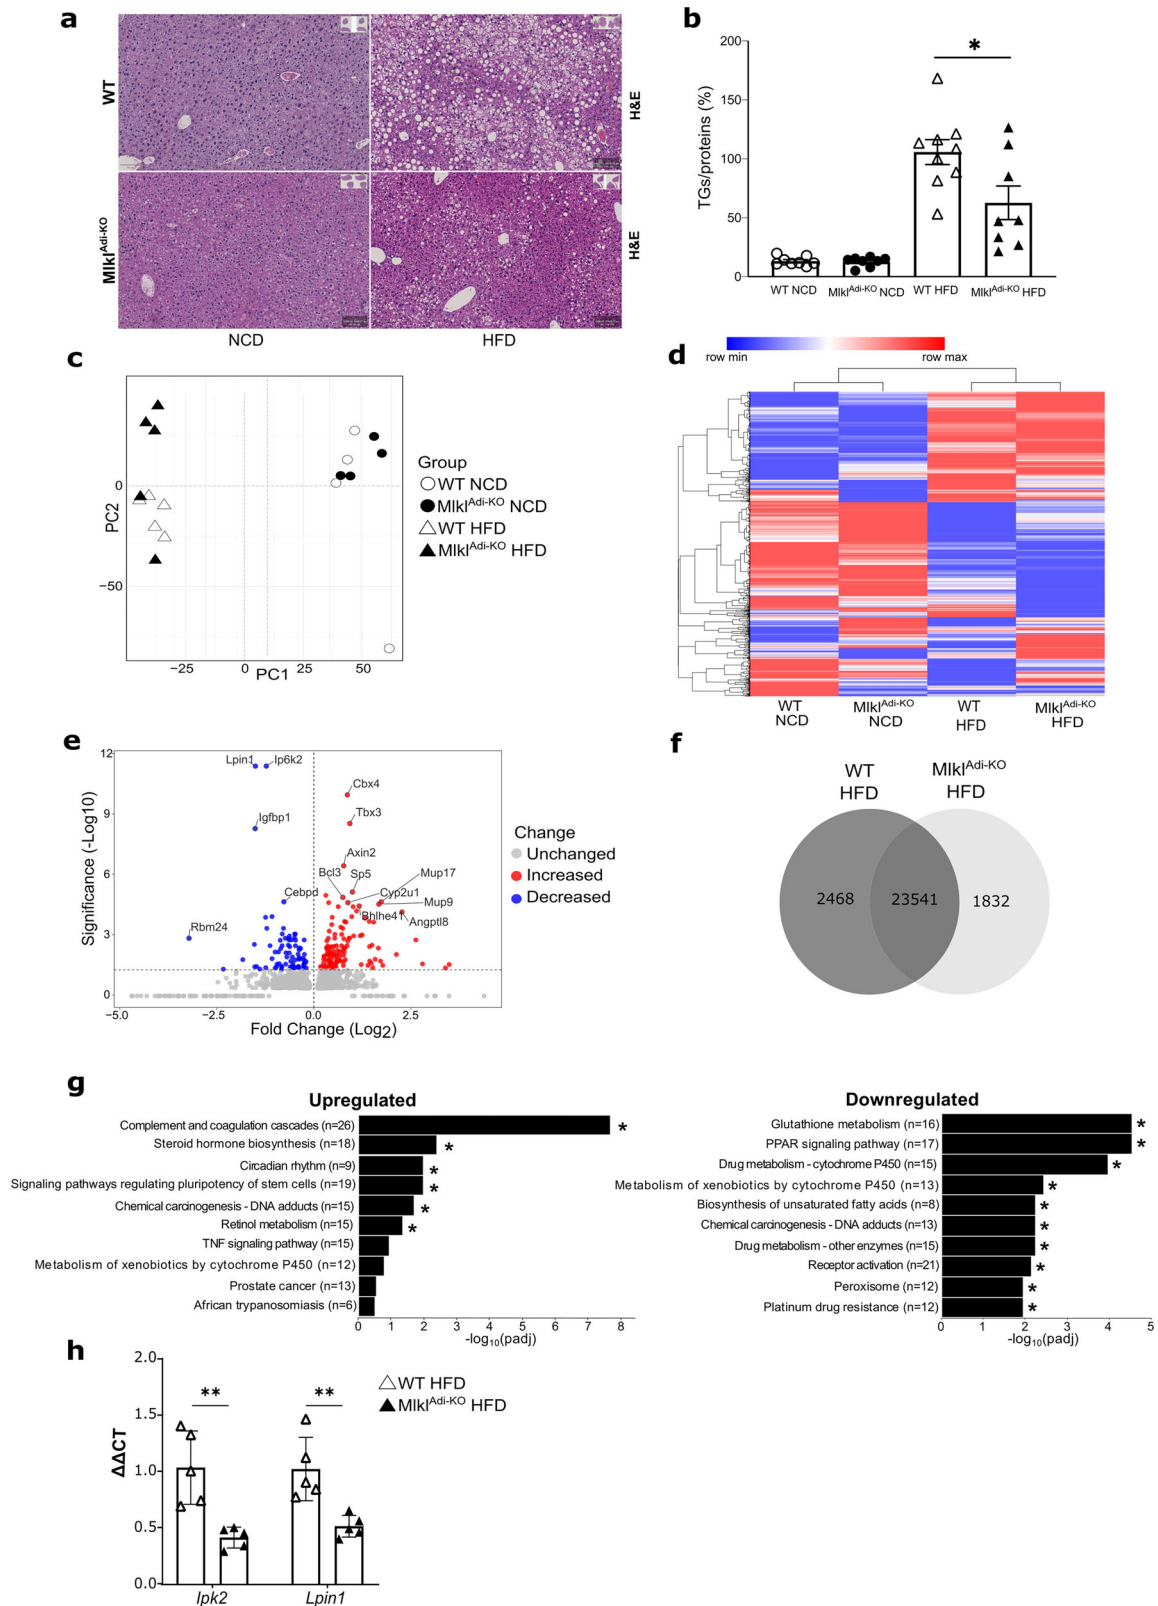 a
WT
Mlkl^Adi-KO
H&E
H&E
NCD
HFD
b
TGs/proteins (%)
200
150
100
50
0
*
WT NCD
Mlkl^Adi-KO NCD
WT HFD
Mlkl^Adi-KO HFD
c
PC2
0
−50
−25
0
25
50
PC1
Group
WT NCD
Mlkl^Adi-KO NCD
WT HFD
Mlkl^Adi-KO HFD
d
row min
row max
WT NCD
Mlkl^Adi-KO NCD
WT HFD
Mlkl^Adi-KO HFD
e
Significance (-Log10)
12
9
6
3
0
Lpin1
Ip6k2
Cbx4
Igfbp1
Tbx3
Axin2
Bcl3
Sp5
Mup17
Cebpd
Cyp2u1
Mup9
Bhlhe41
Angptl8
Rbm24
−5.0
−2.5
0.0
2.5
Fold Change (Log2)
Change
Unchanged
Increased
Decreased
f
WT
HFD
Mlkl^Adi-KO
HFD
2468
23541
1832
g
Upregulated
Complement and coagulation cascades (n=26)
*
Steroid hormone biosynthesis (n=18)
*
Circadian rhythm (n=9)
*
Signaling pathways regulating pluripotency of stem cells (n=19)
*
Chemical carcinogenesis - DNA adducts (n=15)
*
Retinol metabolism (n=15)
*
TNF signaling pathway (n=15)
Metabolism of xenobiotics by cytochrome P450 (n=12)
Prostate cancer (n=13)
African trypanosomiasis (n=6)
0 1 2 3 4 5 6 7 8
-log10(padj)
Downregulated
Glutathione metabolism (n=16)
*
PPAR signaling pathway (n=17)
*
Drug metabolism - cytochrome P450 (n=15)
*
Metabolism of xenobiotics by cytochrome P450 (n=13)
*
Biosynthesis of unsaturated fatty acids (n=8)
*
Chemical carcinogenesis - DNA adducts (n=13)
*
Drug metabolism - other enzymes (n=15)
*
Receptor activation (n=21)
*
Peroxisome (n=12)
*
Platinum drug resistance (n=12)
*
0 1 2 3 4 5
-log10(padj)
h
ΔΔCT
2.0
1.5
1.0
0.5
0.0
**
**
WT HFD
Mlkl^Adi-KO HFD
Ipk2
Lpin1